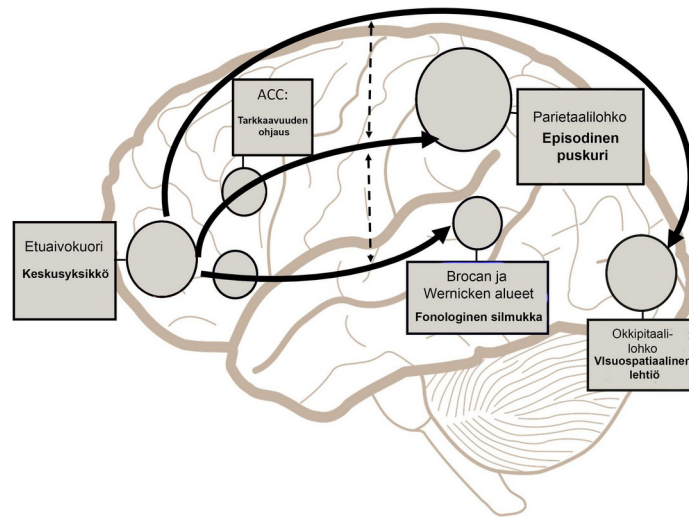 ACC:
Tarkkaavuuden
ohjaus
Parietaalilohko
Episodinen
puskuri
Etuaivokuori
Keskusyksikkö
Brocan ja
Wernicken alueet
Fonologinen silmukka
Okkipitaali-
lohko
VIsuospatiaalinen
lehtiö